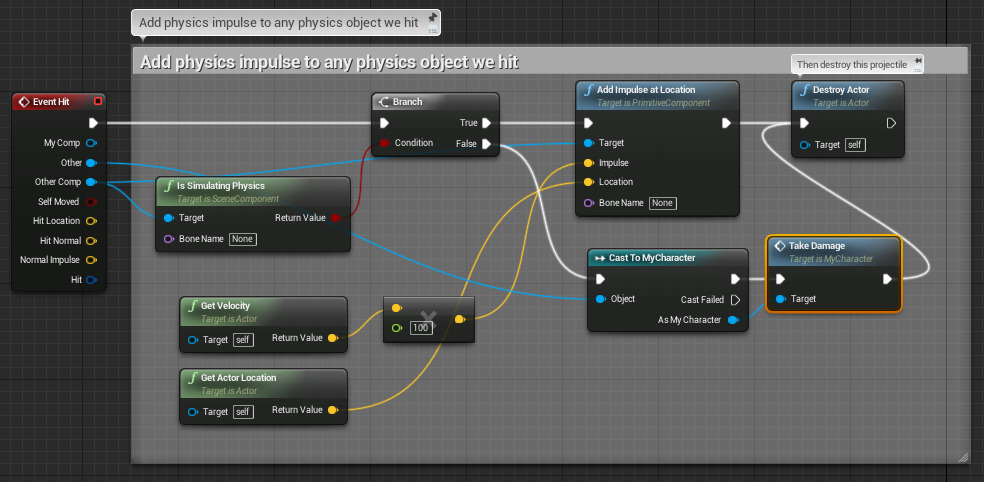 Add physics impulse to any physics object we hit
Add physics impulse to any physics object we hit
Then destroy this projectile
Event Hit
My Comp
Other
Other Comp
Self Moved
Hit Location
Hit Normal
Normal Impulse
Hit
Is Simulating Physics
Target is SceneComponent
Target
Return Value
Bone Name None
Branch
True
Condition
False
Add Impulse at Location
Target is PrimitiveComponent
Target
Impulse
Location
Bone Name None
Destroy Actor
Target is Actor
Target self
Cast To MyCharacter
Object
Cast Failed
As My Character
Take Damage
Target is MyCharacter
Target
Get Velocity
Target is Actor
Target self
Return Value
100
Get Actor Location
Target is Actor
Target self
Return Value